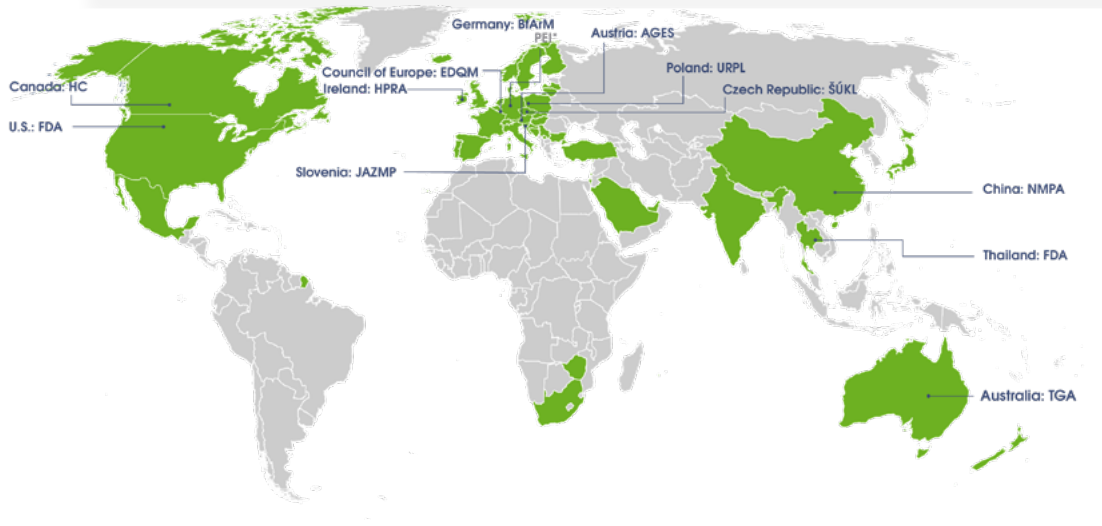 Germany: BfArM
PEI*
Austria: AGES
Council of Europe: EDQM
Ireland: HPRA
Poland: URPL
Czech Republic: ŠÚKL
Canada: HC
U.S.: FDA
Slovenia: JAZMP
China: NMPA
Thailand: FDA
Australia: TGA